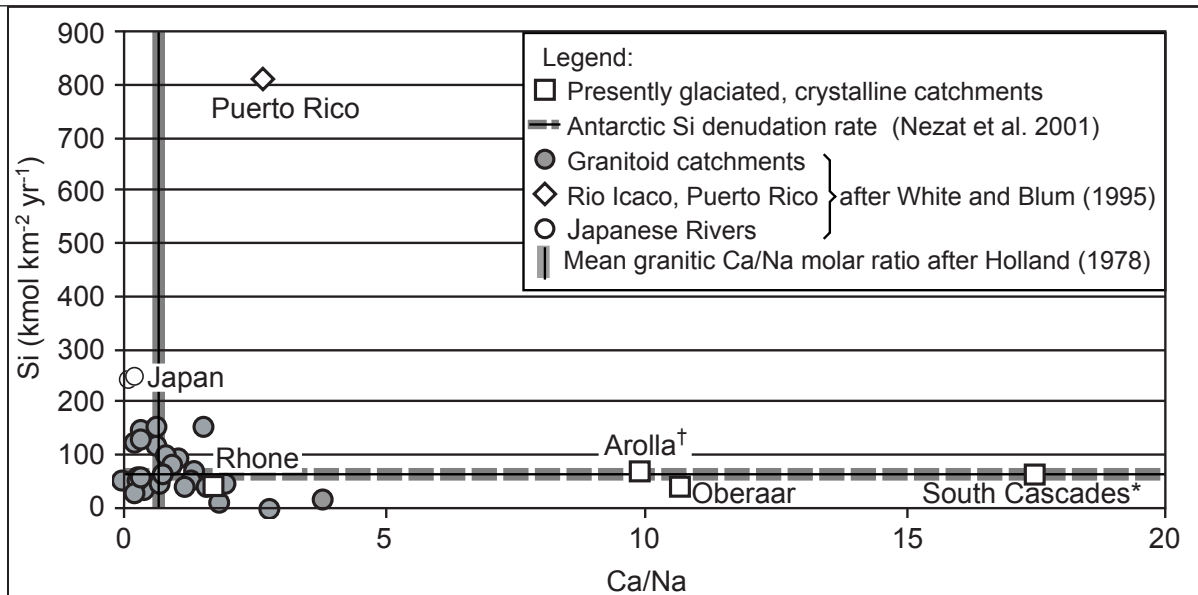 900
800
700
600
500
400
300
200
100
0
Si (kmol km-2 yr-1)
Puerto Rico
Legend:
Presently glaciated, crystalline catchments
Antarctic Si denudation rate (Nezat et al. 2001)
Granitoid catchments
Rio Icaco, Puerto Rico
after White and Blum (1995)
Japanese Rivers
Mean granitic Ca/Na molar ratio after Holland (1978)
Japan
Rhone
Arolla†
Oberaar
South Cascades*
0
5
10
15
20
Ca/Na